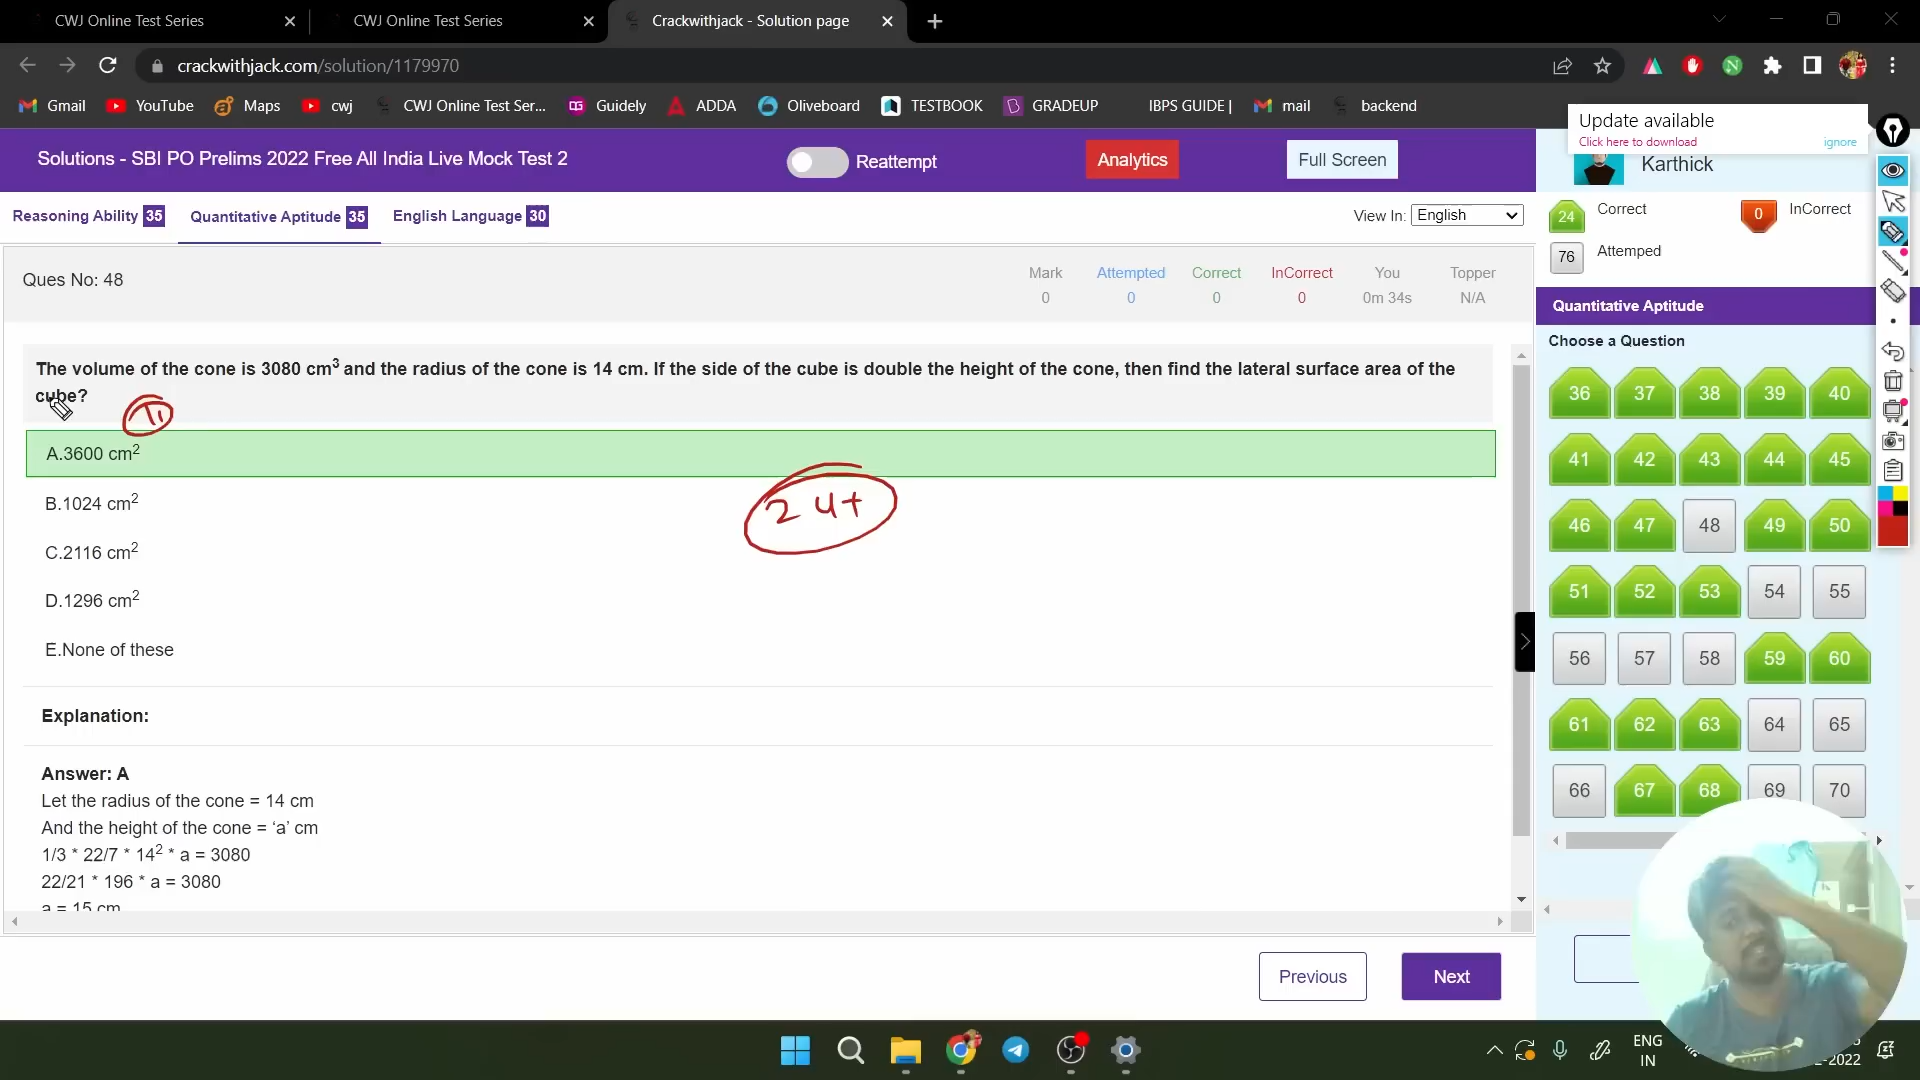 CWJ Online Test Series
CWJ Online Test Series
Crackwithjack - Solution page
crackwithjack.com/solution/1179970
Gmail
YouTube
Maps
cwj
CWJ Online Test Ser...
Guidely
ADDA
Oliveboard
TESTBOOK
GRADEUP
IBPS GUIDE |
mail
backend
Update available
Click here to download
ignore
Solutions - SBI PO Prelims 2022 Free All India Live Mock Test 2
Reattempt
Analytics
Full Screen
Karthick
Reasoning Ability 35
Quantitative Aptitude 35
English Language 30
View In: English
24 Correct
0 InCorrect
76 Attemped
Ques No: 48
Mark Attempted Correct InCorrect You Topper
0 0 0 0 0m 34s N/A
Quantitative Aptitude
Choose a Question
The volume of the cone is 3080 cm³ and the radius of the cone is 14 cm. If the side of the cube is double the height of the cone, then find the lateral surface area of the
cube?
A.3600 cm²
B.1024 cm²
C.2116 cm²
D.1296 cm²
E.None of these
24+
Explanation:
Answer: A
Let the radius of the cone = 14 cm
And the height of the cone = ‘a’ cm
1/3 * 22/7 * 14² * a = 3080
22/21 * 196 * a = 3080
a = 15 cm
36 37 38 39 40
41 42 43 44 45
46 47 48 49 50
51 52 53 54 55
56 57 58 59 60
61 62 63 64 65
66 67 68 69 70
Previous
Next
ENG
IN